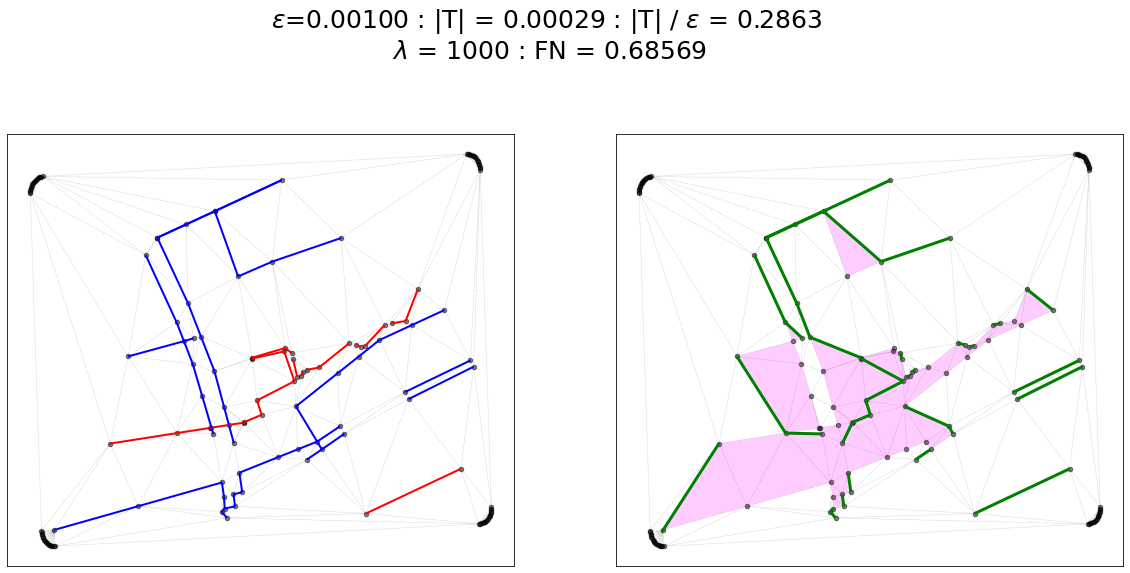 ε=0.00100 : |T| = 0.00029 : |T| / ε = 0.2863
λ = 1000 : FN = 0.68569